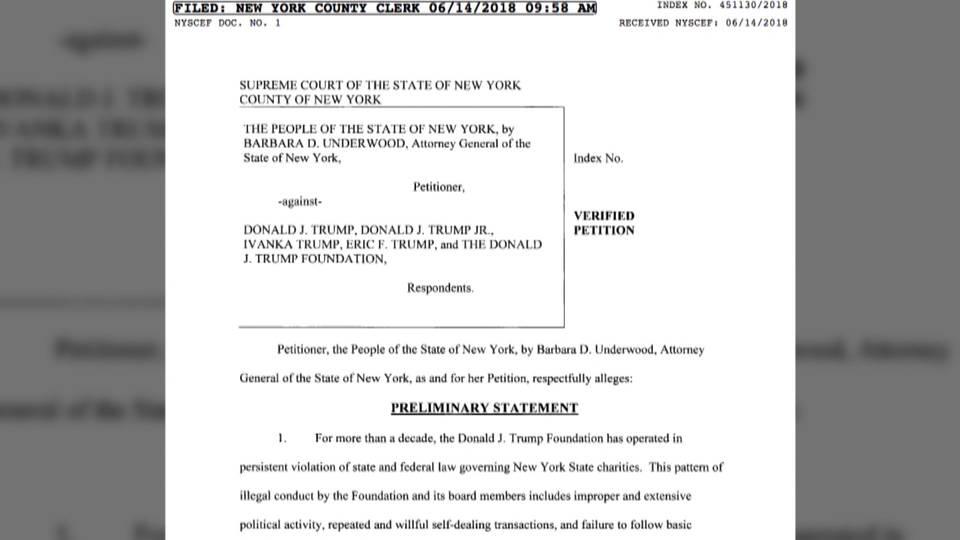 FILED: NEW YORK COUNTY CLERK 06/14/2018 09:58 AM
INDEX NO. 451130/2018
NYSCEF DOC. NO. 1
RECEIVED NYSCEF: 06/14/2018
SUPREME COURT OF THE STATE OF NEW YORK
COUNTY OF NEW YORK
THE PEOPLE OF THE STATE OF NEW YORK, by
BARBARA D. UNDERWOOD, Attorney General of the
State of New York,
Petitioner,
-against-
DONALD J. TRUMP, DONALD J. TRUMP JR.,
IVANKA TRUMP, ERIC F. TRUMP, and THE DONALD
J. TRUMP FOUNDATION,
Respondents.
Index No.
VERIFIED
PETITION
Petitioner, the People of the State of New York, by Barbara D. Underwood, Attorney
General of the State of New York, as and for her Petition, respectfully alleges:
PRELIMINARY STATEMENT
1. For more than a decade, the Donald J. Trump Foundation has operated in
persistent violation of state and federal law governing New York State charities. This pattern of
illegal conduct by the Foundation and its board members includes improper and extensive
political activity, repeated and willful self-dealing transactions, and failure to follow basic